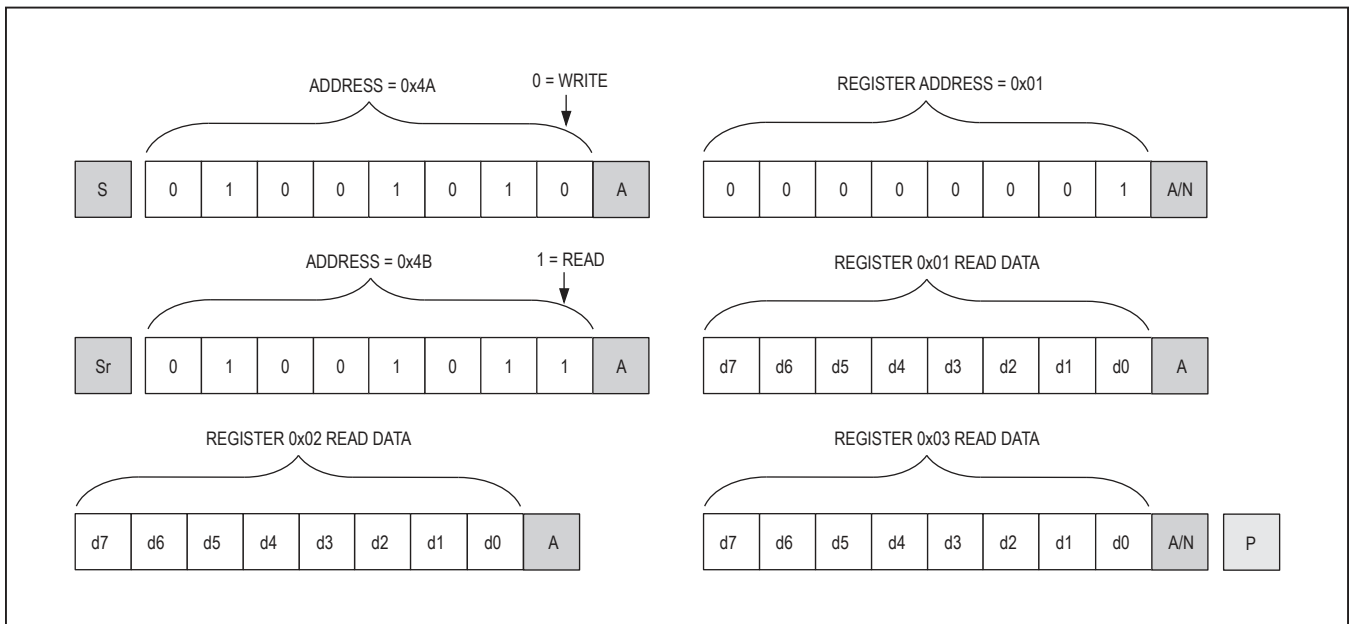 ADDRESS = 0x4A 0 = WRITE REGISTER ADDRESS = 0x01
S 0 1 0 0 1 0 1 0 A 0 0 0 0 0 0 0 1 A/N
ADDRESS = 0x4B 1 = READ REGISTER 0x01 READ DATA
Sr 0 1 0 0 1 0 1 1 A d7 d6 d5 d4 d3 d2 d1 d0 A
REGISTER 0x02 READ DATA REGISTER 0x03 READ DATA
d7 d6 d5 d4 d3 d2 d1 d0 A d7 d6 d5 d4 d3 d2 d1 d0 A/N P